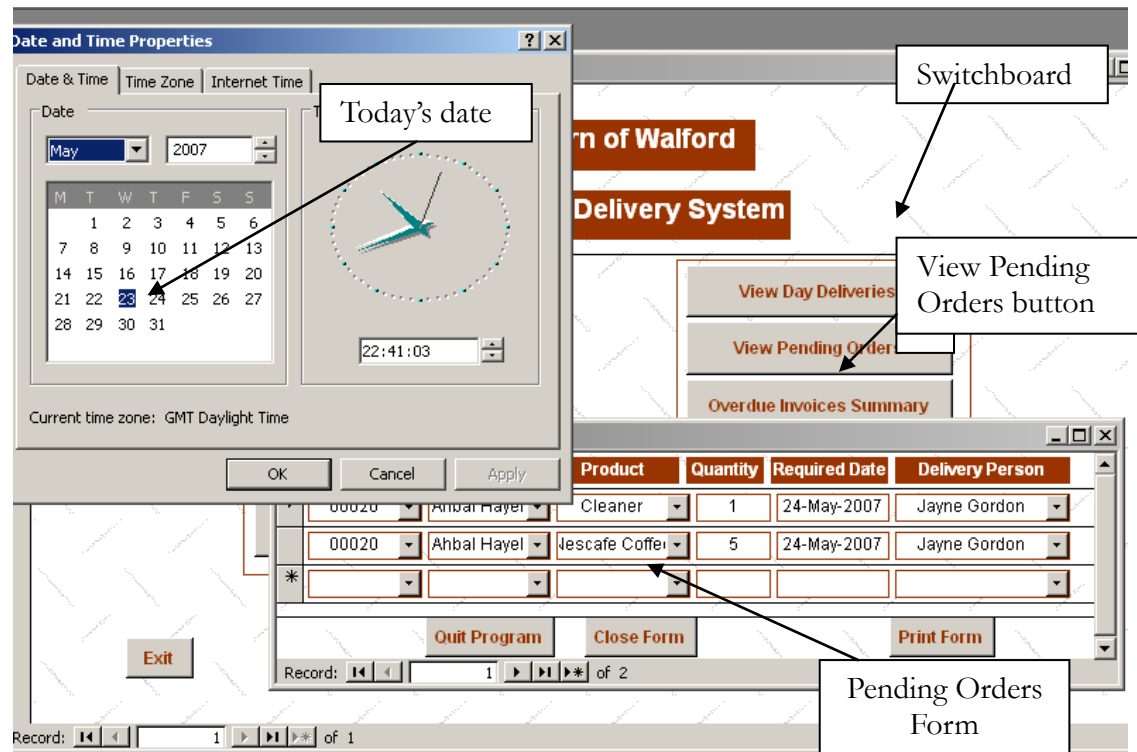 Date and Time Properties
Date & Time Time Zone Internet Time
Date
Today's date
May 2007
M T W T F S S
1 2 3 4 5 6
7 8 9 10 11 12 13
14 15 16 17 18 19 20
21 22 23 24 25 26 27
28 29 30 31
22:41:03
Current time zone: GMT Daylight Time
OK Cancel Apply
Switchboard
rn of Walford
Delivery System
View Day Deliveries
View Pending Orders
Overdue Invoices Summary
View Pending
Orders button
Product Quantity Required Date Delivery Person
00020 Ahbal Hayel Cleaner 1 24-May-2007 Jayne Gordon
00020 Ahbal Hayel Nescafe Coffe 5 24-May-2007 Jayne Gordon
Quit Program Close Form Print Form
Record: 1 of 2
Exit
Pending Orders
Form
Record: 1 of 1